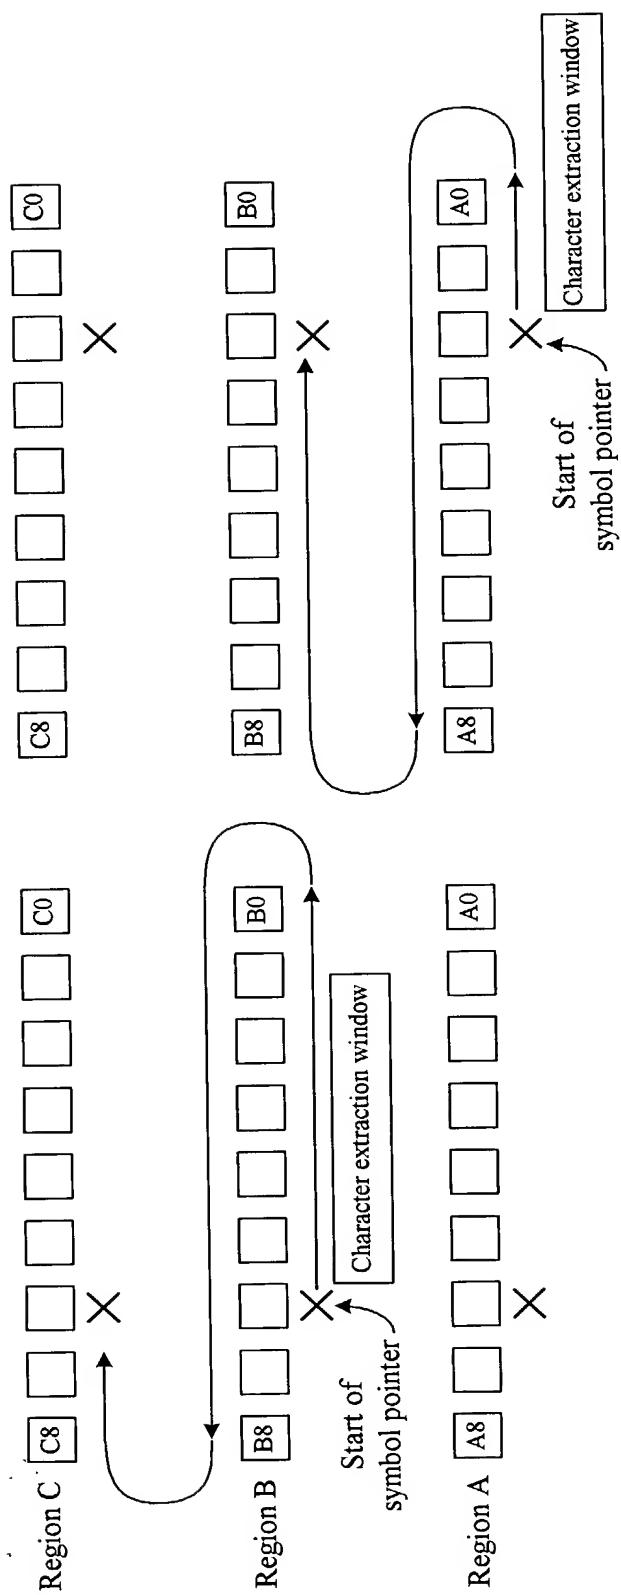 Region C
C8
C0
Region B
B8
B0
Character extraction window
Start of
symbol pointer
Region A
A8
A0
C8
C0
B8
B0
A8
A0
Character extraction window
Start of
symbol pointer